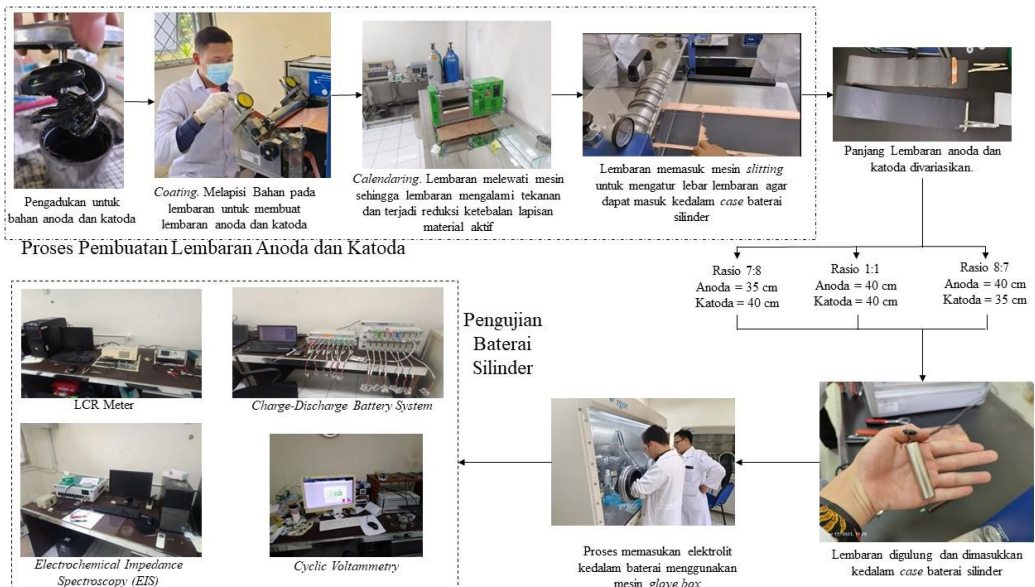 Pengadukan untuk
bahan anoda dan katoda
Coating. Melapisi Bahan pada
lembaran untuk membuat
lembaran anoda dan katoda
Calendaring. Lembaran melewati mesin
sehingga lembaran mengalami tekanan
dan terjadi reduksi ketebalan lapisan
material aktif
Lembaran memasuk mesin slitting
untuk mengatur lebar lembaran agar
dapat masuk kedalam case baterai
silinder
Panjang Lembaran anoda dan
katoda divariasikan.
Proses Pembuatan Lembaran Anoda dan Katoda
Rasio 7:8
Anoda = 35 cm
Katoda = 40 cm
Rasio 1:1
Anoda = 40 cm
Katoda = 40 cm
Rasio 8:7
Anoda = 40 cm
Katoda = 35 cm
Lembaran digulung dan dimasukkan
kedalam case baterai silinder
Proses memasukan elektrolit
kedalam baterai menggunakan
mesin glove box
Pengujian
Baterai
Silinder
LCR Meter
Charge-Discharge Battery System
Electrochemical Impedance
Spectroscopy (EIS)
Cyclic Voltammetry